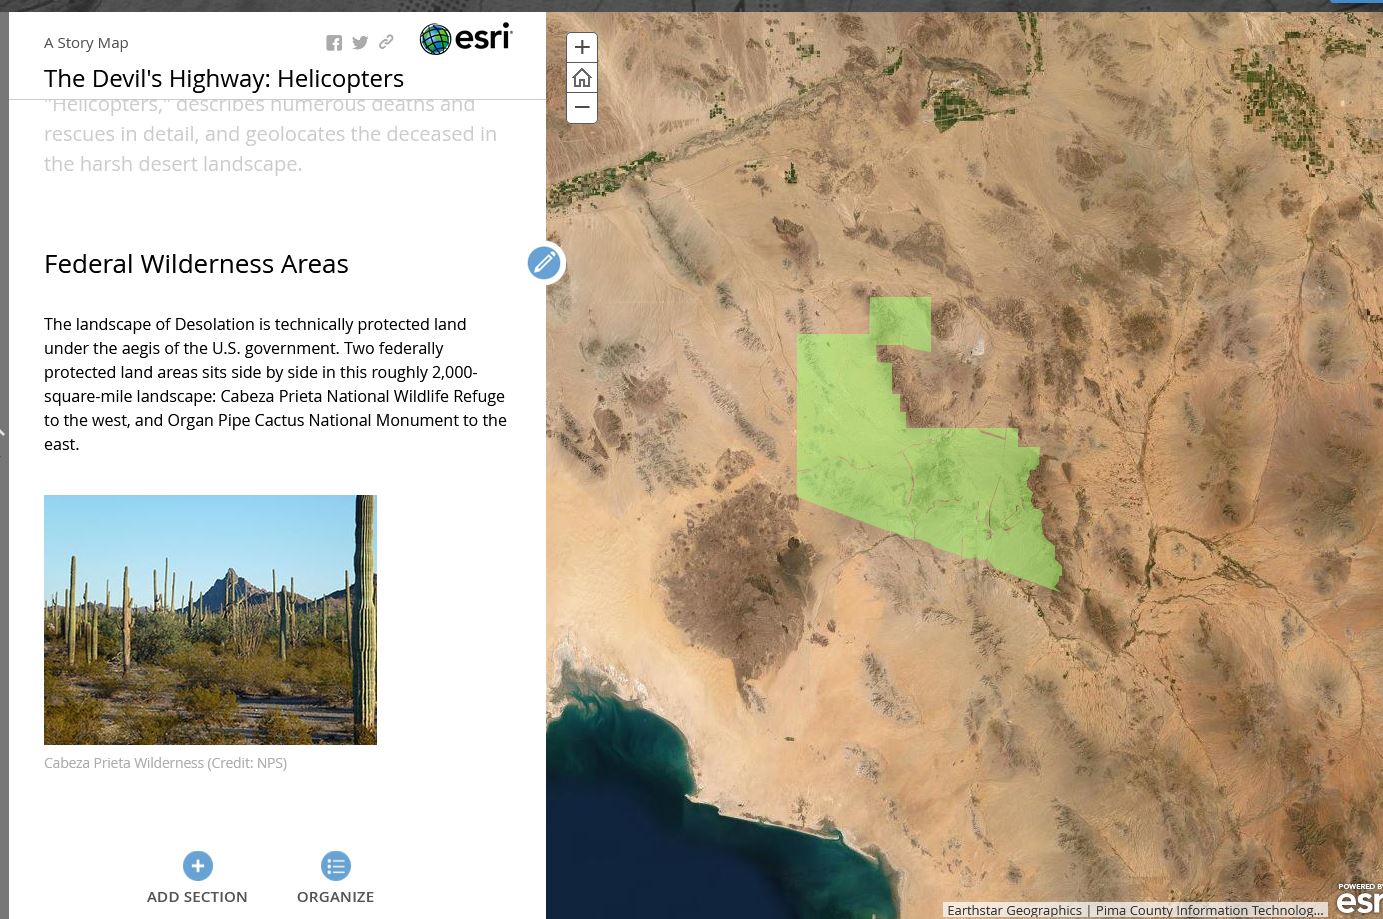 A Story Map
esri
The Devil's Highway: Helicopters
"Helicopters," describes numerous deaths and
rescues in detail, and geolocates the deceased in
the harsh desert landscape.
Federal Wilderness Areas
The landscape of Desolation is technically protected land
under the aegis of the U.S. government. Two federally
protected land areas sits side by side in this roughly 2,000-
square-mile landscape: Cabeza Prieta National Wildlife Refuge
to the west, and Organ Pipe Cactus National Monument to the
east.
Cabeza Prieta Wilderness (Credit: NPS)
ADD SECTION
ORGANIZE
POWERED BY
esr
Earthstar Geographics | Pima County Information Technolog...